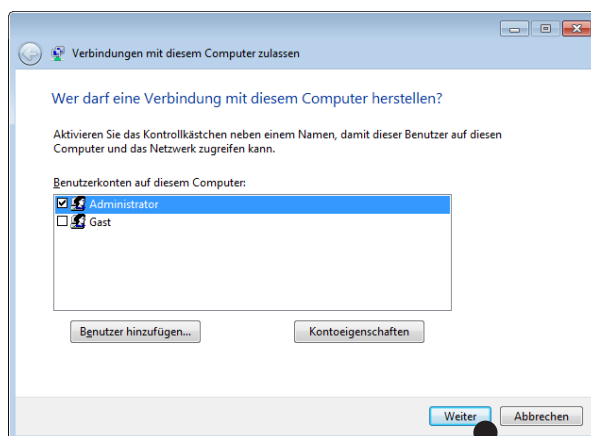 Verbindungen mit diesem Computer zulassen
Wer darf eine Verbindung mit diesem Computer herstellen?
Aktivieren Sie das Kontrollkästchen neben einem Namen, damit dieser Benutzer auf diesen
Computer und das Netzwerk zugreifen kann.
Benutzerkonten auf diesem Computer:
Administrator
Gast
Benutzer hinzufügen...
Kontoeigenschaften
Weiter
Abbrechen